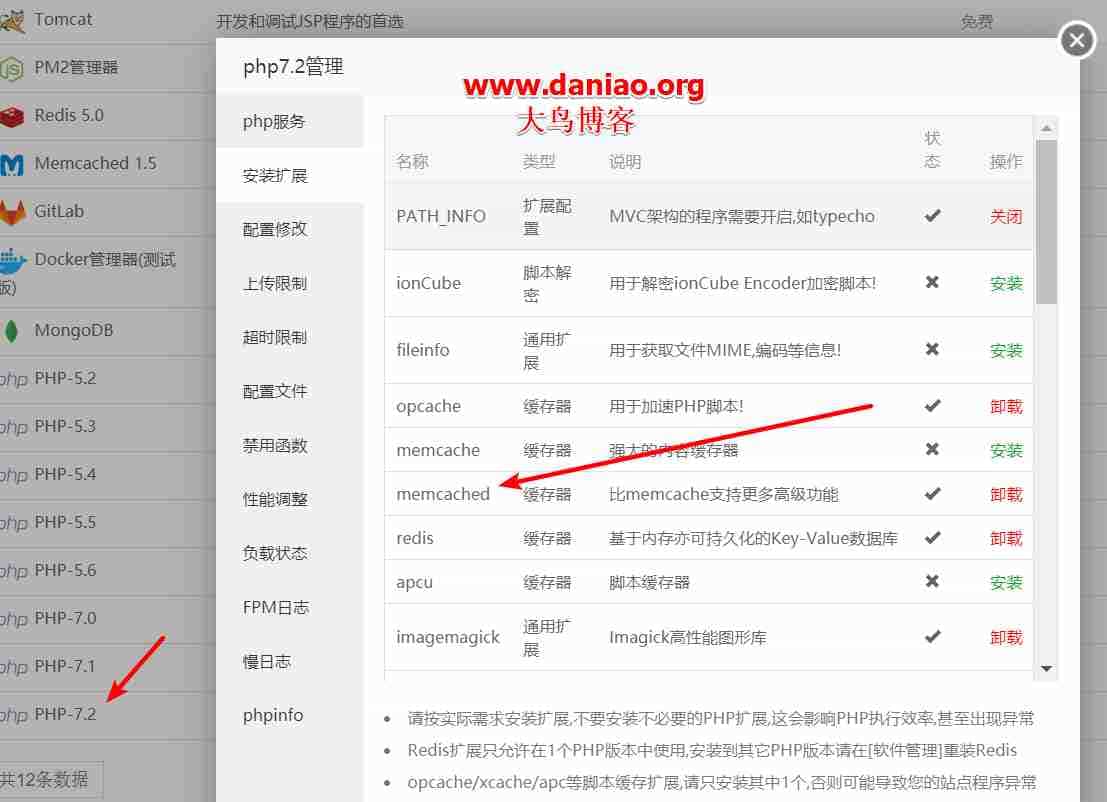 Tomcat
开发和调试JSP程序的首选
免费
PM2管理器
Redis 5.0
Memcached 1.5
GitLab
Docker管理器(测试
版)
MongoDB
php PHP-5.2
php PHP-5.3
php PHP-5.4
php PHP-5.5
php PHP-5.6
php PHP-7.0
php PHP-7.1
php PHP-7.2
共12条数据
php7.2管理
www.daniao.org
大鸟博客
php服务
安装扩展
配置修改
上传限制
超时限制
配置文件
禁用函数
性能调整
负载状态
FPM日志
慢日志
phpinfo
名称 类型 说明 状态 操作
PATH_INFO 扩展配置 MVC架构的程序需要开启,如typecho 关闭
ionCube 脚本解密 用于解密ionCube Encoder加密脚本! 安装
fileinfo 通用扩展 用于获取文件MIME,编码等信息! 安装
opcache 缓存器 用于加速PHP脚本! 卸载
memcache 缓存器 强大的内容缓存器 安装
memcached 缓存器 比memcache支持更多高级功能 卸载
redis 缓存器 基于内存亦可持久化的Key-Value数据库 卸载
apcu 缓存器 脚本缓存器 安装
imagemagick 通用扩展 Imagick高性能图形库 卸载
请按实际需求安装扩展,不要安装不必要的PHP扩展,这会影响PHP执行效率,甚至出现异常
Redis扩展只允许在1个PHP版本中使用,安装到其它PHP版本请在[软件管理]重装Redis
opcache/xcache/apc等脚本缓存扩展,请只安装其中1个,否则可能导致您的站点程序异常